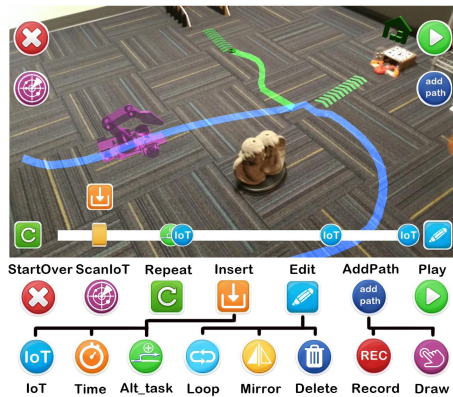 add
path
IoT
IoT
IoT
StartOver ScanIoT Repeat Insert Edit AddPath Play
add
path
IoT
REC
IoT Time Alt_task Loop Mirror Delete Record Draw